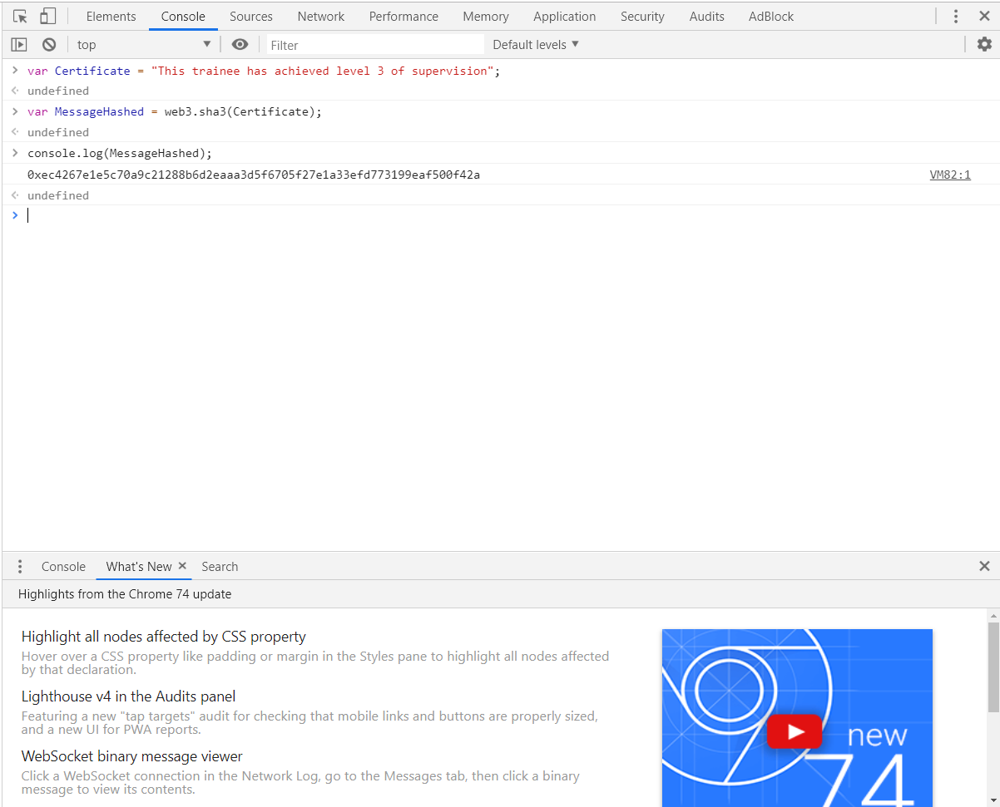 Elements Console Sources Network Performance Memory Application Security Audits AdBlock
top Filter Default levels
var Certificate = "This trainee has achieved level 3 of supervision";
undefined
var MessageHashed = web3.sha3(Certificate);
undefined
console.log(MessageHashed);
0xec4267e1e5c70a9c21288b6d2eaaa3d5f6705f27e1a33efd773199eaf500f42a VM82:1
undefined
Console What's New Search
Highlights from the Chrome 74 update
Highlight all nodes affected by CSS property
Hover over a CSS property like padding or margin in the Styles pane to highlight all nodes affected
by that declaration.
Lighthouse v4 in the Audits panel
Featuring a new "tap targets" audit for checking that mobile links and buttons are properly sized,
and a new UI for PWA reports.
WebSocket binary message viewer
Click a WebSocket connection in the Network Log, go to the Messages tab, then click a binary
message to view its contents.
new
74